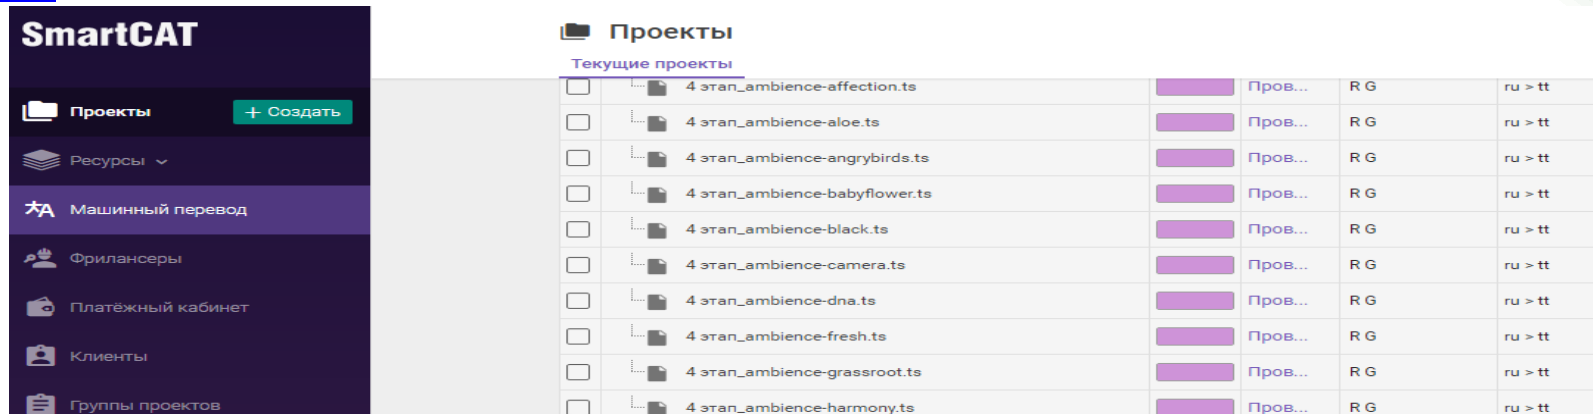 SmartCAT
Проекты
+ Создать
Ресурсы
Машинный перевод
Фрилансеры
Платёжный кабинет
Клиенты
Группы проектов
Проекты
Текущие проекты
4 этап_ambience-affection.ts Пров... R G ru > tt
4 этап_ambience-aloe.ts Пров... R G ru > tt
4 этап_ambience-angrybirds.ts Пров... R G ru > tt
4 этап_ambience-babyflower.ts Пров... R G ru > tt
4 этап_ambience-black.ts Пров... R G ru > tt
4 этап_ambience-camera.ts Пров... R G ru > tt
4 этап_ambience-dna.ts Пров... R G ru > tt
4 этап_ambience-fresh.ts Пров... R G ru > tt
4 этап_ambience-grassroot.ts Пров... R G ru > tt
4 этап_ambience-harmony.ts Пров... R G ru > tt